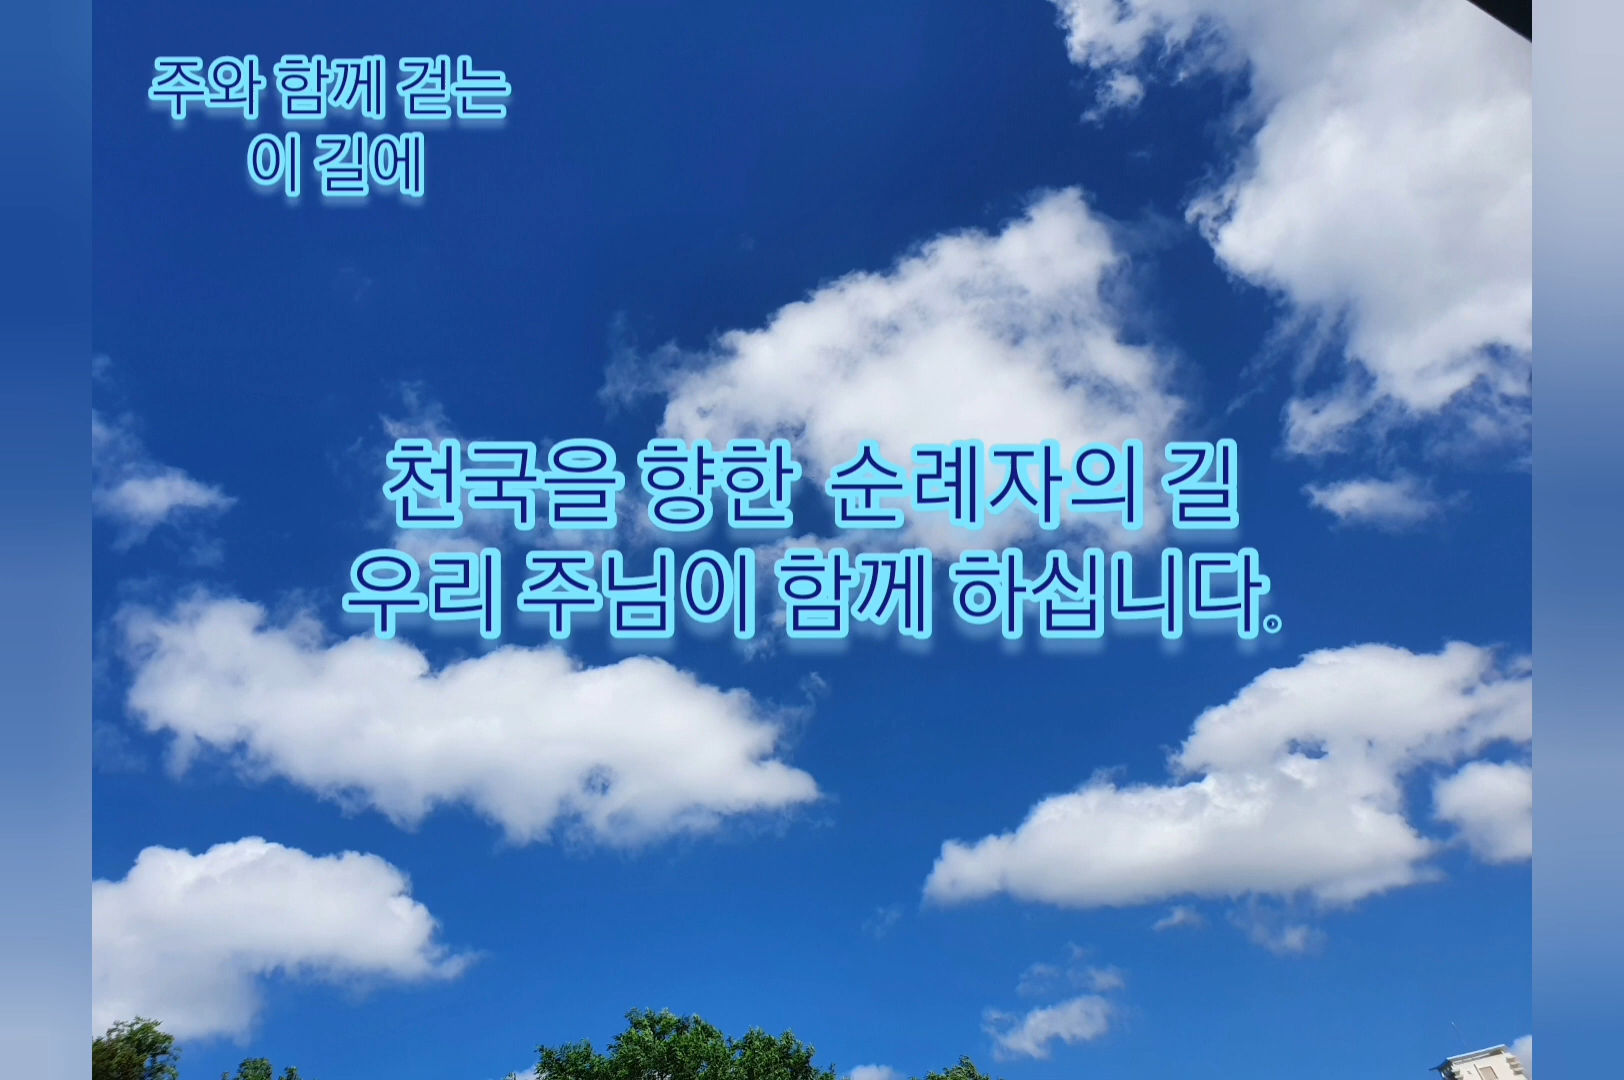 주와 함께 걷는
이 길에
천국을 향한 순례자의 길
우리 주님이 함께 하십니다.